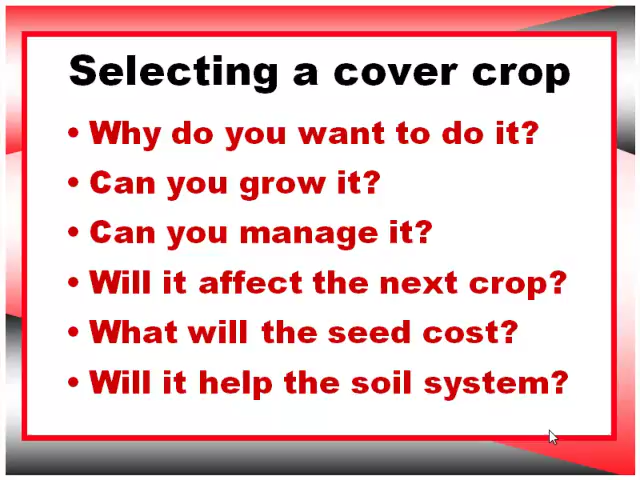 Selecting a cover crop
• Why do you want to do it?
• Can you grow it?
• Can you manage it?
• Will it affect the next crop?
• What will the seed cost?
• Will it help the soil system?